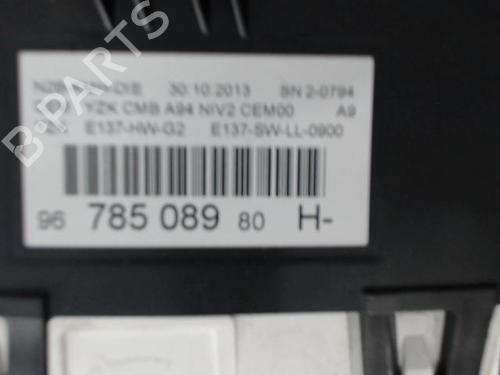 30.10.2013 SN 2-0794
YZK CMB A94 NIV2 CEM00 A9
E137-HW-G2 E137-SW-LL-0900
96 785 089 80 H-